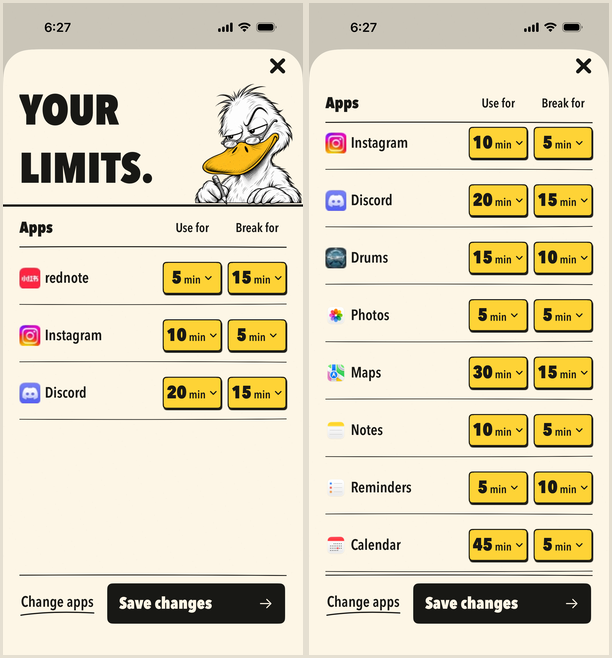 6:27
YOUR
LIMITS.
Apps Use for Break for
rednote 5 min 15 min
Instagram 10 min 5 min
Discord 20 min 15 min
Change apps Save changes →
6:27
Apps Use for Break for
Instagram 10 min 5 min
Discord 20 min 15 min
Drums 15 min 10 min
Photos 5 min 5 min
Maps 30 min 15 min
Notes 10 min 5 min
Reminders 5 min 10 min
Calendar 45 min 5 min
Change apps Save changes →